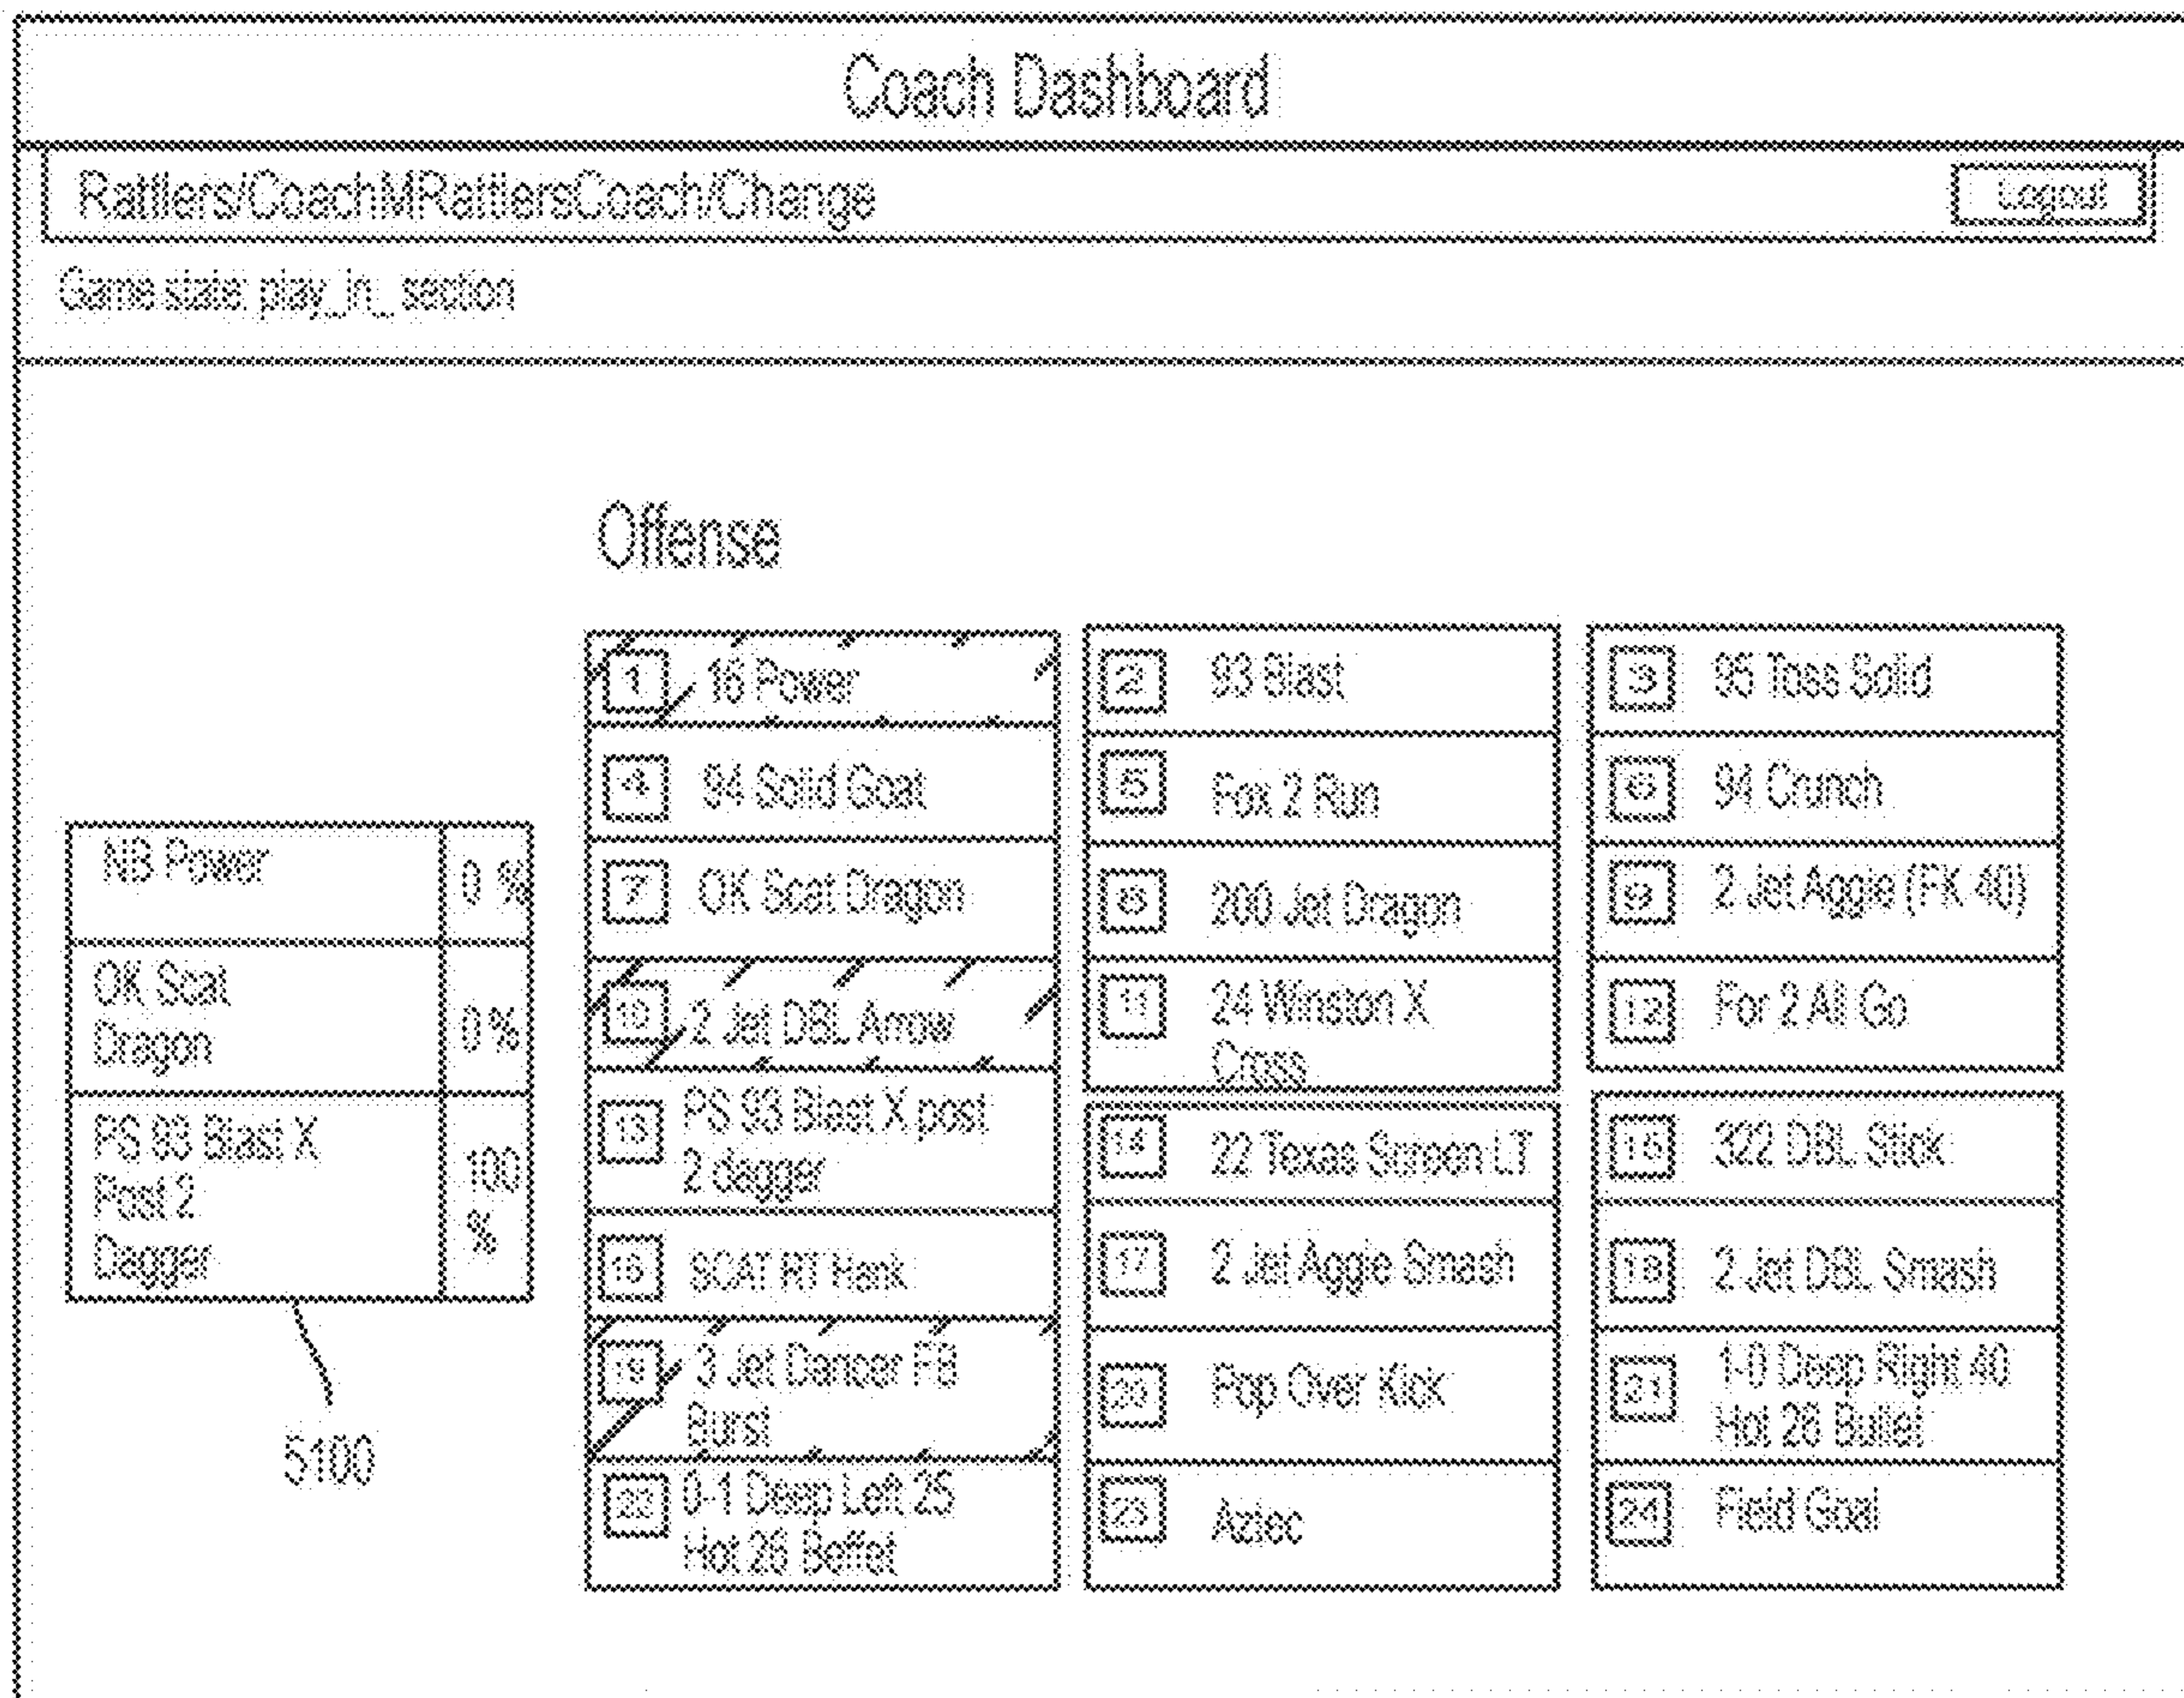 Coach Dashboard
Rattlers/CoachMRattlersCoach/Change
Logout
Game state: play_in_ section
Offense
NB Power
0 %
OK Scat
Dragon
0 %
PS 93 Blast X
Post 2
Dagger
100
%
5100
1 16 Power
4 94 Solid Goat
7 OK Scat Dragon
10 2 Jet DBL Arrow
13 PS 93 Blast X post
2 dagger
16 SCAT RT Hank
19 3 Jet Dancer FB
Burst
22 0-1 Deep Left 25
Hot 26 Beffet
2 93 Blast
5 Fox 2 Run
8 200 Jet Dragon
11 24 Winston X
Cross
14 22 Texas Screen LT
17 2 Jet Aggie Smash
20 Pop Over Kick
23 Aztec
3 95 Toss Solid
6 94 Crunch
9 2 Jet Aggie (FK 40)
12 For 2 All Go
15 322 DBL Stick
18 2 Jet DBL Smash
21 1-0 Deep Right 40
Hot 26 Bullet
24 Field Goal